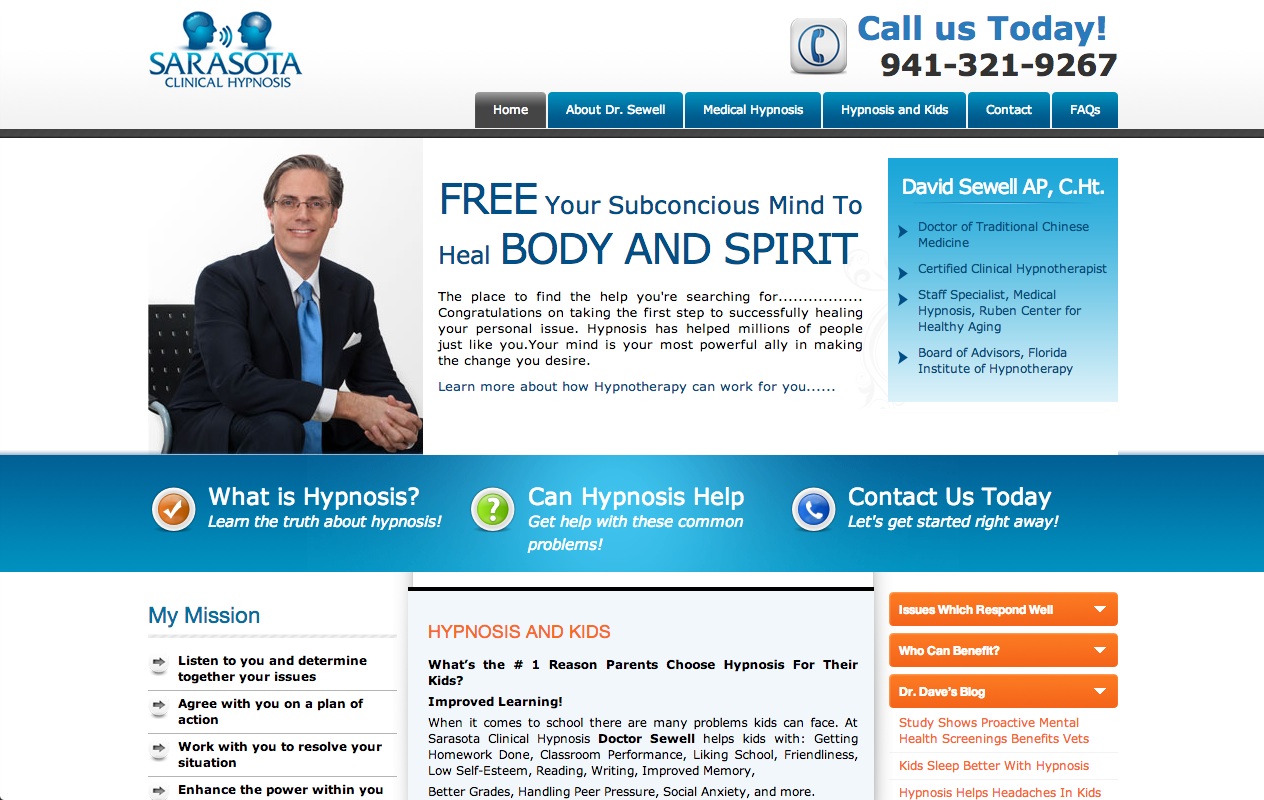 SARASOTA
CLINICAL HYPNOSIS
Call us Today!
941-321-9267
Home
About Dr. Sewell
Medical Hypnosis
Hypnosis and Kids
Contact
FAQs
FREE Your Subconcious Mind To
Heal BODY AND SPIRIT
The place to find the help you're searching for.................
Congratulations on taking the first step to successfully healing
your personal issue. Hypnosis has helped millions of people
just like you.Your mind is your most powerful ally in making
the change you desire.
Learn more about how Hypnotherapy can work for you......
David Sewell AP, C.Ht.
Doctor of Traditional Chinese
Medicine
Certified Clinical Hypnotherapist
Staff Specialist, Medical
Hypnosis, Ruben Center for
Healthy Aging
Board of Advisors, Florida
Institute of Hypnotherapy
What is Hypnosis?
Learn the truth about hypnosis!
Can Hypnosis Help
Get help with these common
problems!
Contact Us Today
Let's get started right away!
My Mission
Listen to you and determine
together your issues
Agree with you on a plan of
action
Work with you to resolve your
situation
Enhance the power within you
HYPNOSIS AND KIDS
What’s the # 1 Reason Parents Choose Hypnosis For Their
Kids?
Improved Learning!
When it comes to school there are many problems kids can face. At
Sarasota Clinical Hypnosis Doctor Sewell helps kids with: Getting
Homework Done, Classroom Performance, Liking School, Friendliness,
Low Self-Esteem, Reading, Writing, Improved Memory,
Better Grades, Handling Peer Pressure, Social Anxiety, and more.
Issues Which Respond Well
Who Can Benefit?
Dr. Dave's Blog
Study Shows Proactive Mental
Health Screenings Benefits Vets
Kids Sleep Better With Hypnosis
Hypnosis Helps Headaches In Kids